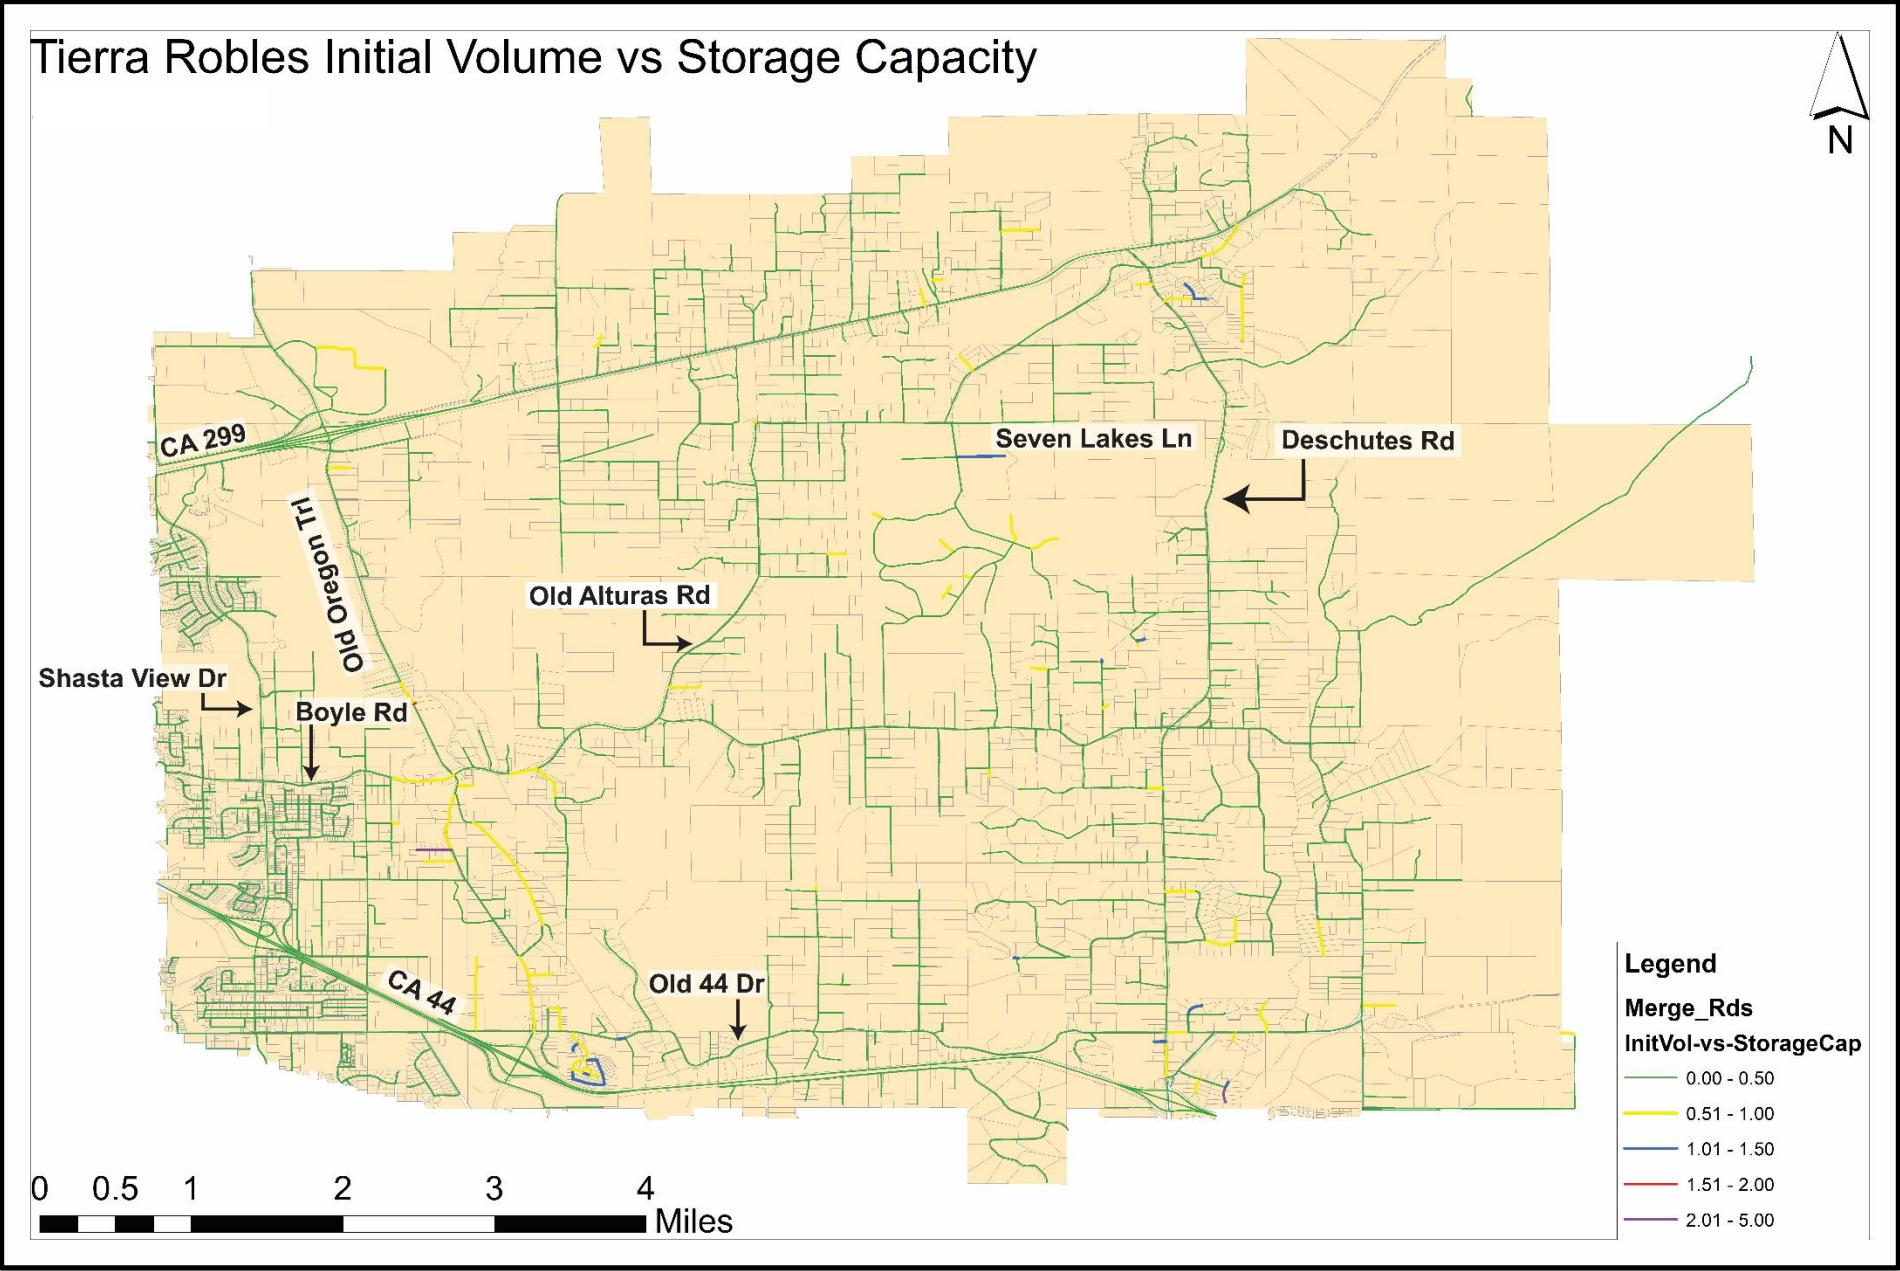 Tierra Robles Initial Volume vs Storage Capacity
N
CA 299
Seven Lakes Ln
Deschutes Rd
Old Oregon Trl
Old Alturas Rd
Shasta View Dr
Boyle Rd
CA 44
Old 44 Dr
Legend
Merge_Rds
InitVol-vs-StorageCap
0.00 - 0.50
0.51 - 1.00
1.01 - 1.50
1.51 - 2.00
2.01 - 5.00
0 0.5 1 2 3 4
Miles